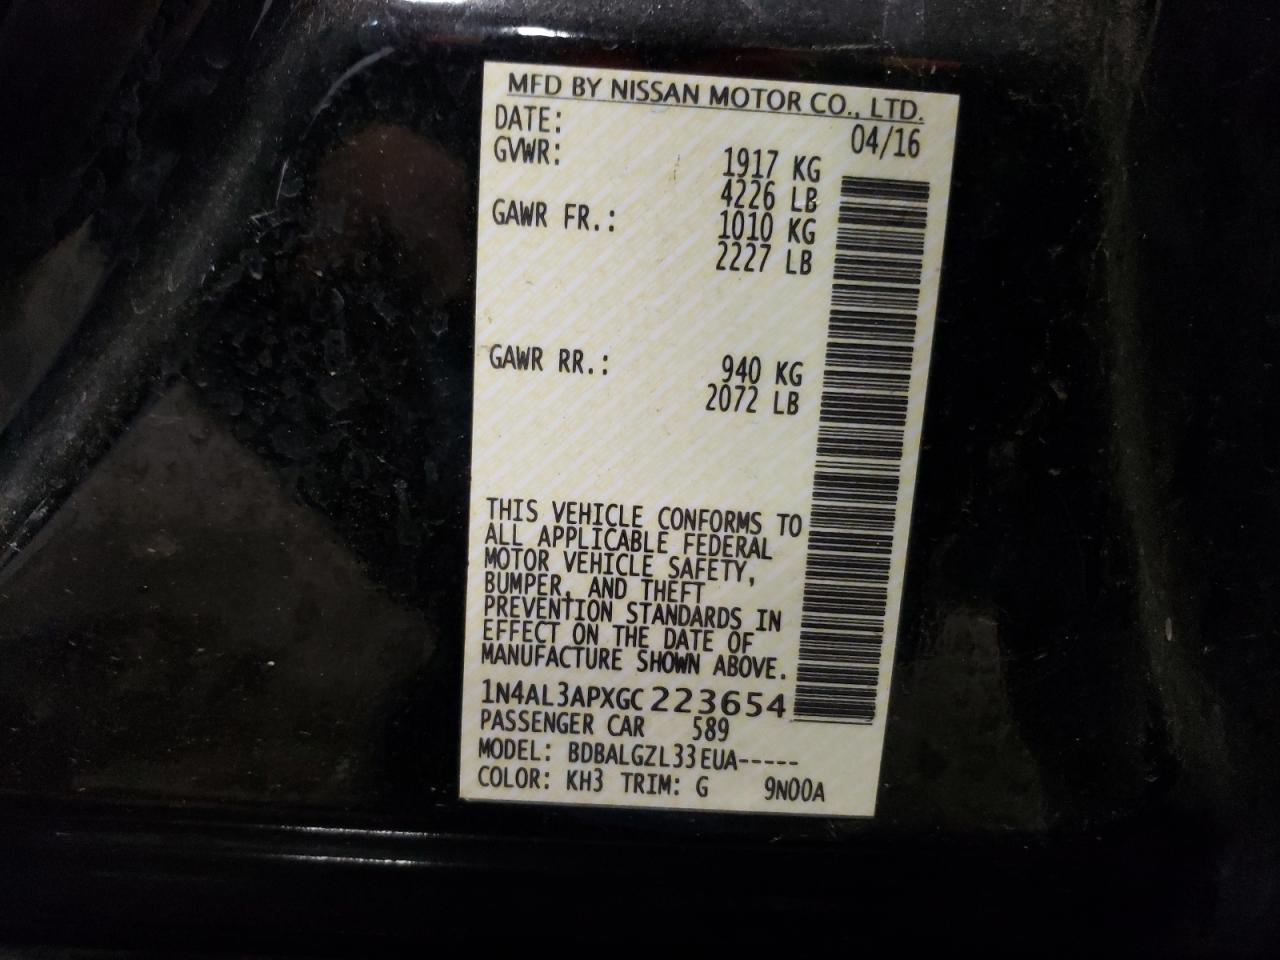 MFD BY NISSAN MOTOR CO., LTD.
DATE: 04/16
GVWR: 1917 KG
4226 LB
GAWR FR.: 1010 KG
2227 LB
GAWR RR.: 940 KG
2072 LB
THIS VEHICLE CONFORMS TO
ALL APPLICABLE FEDERAL
MOTOR VEHICLE SAFETY,
BUMPER, AND THEFT
PREVENTION STANDARDS IN
EFFECT ON THE DATE OF
MANUFACTURE SHOWN ABOVE.
1N4AL3APXGC223654
PASSENGER CAR 589
MODEL: BDBALGZL33EUA-----
COLOR: KH3 TRIM: G 9N00A